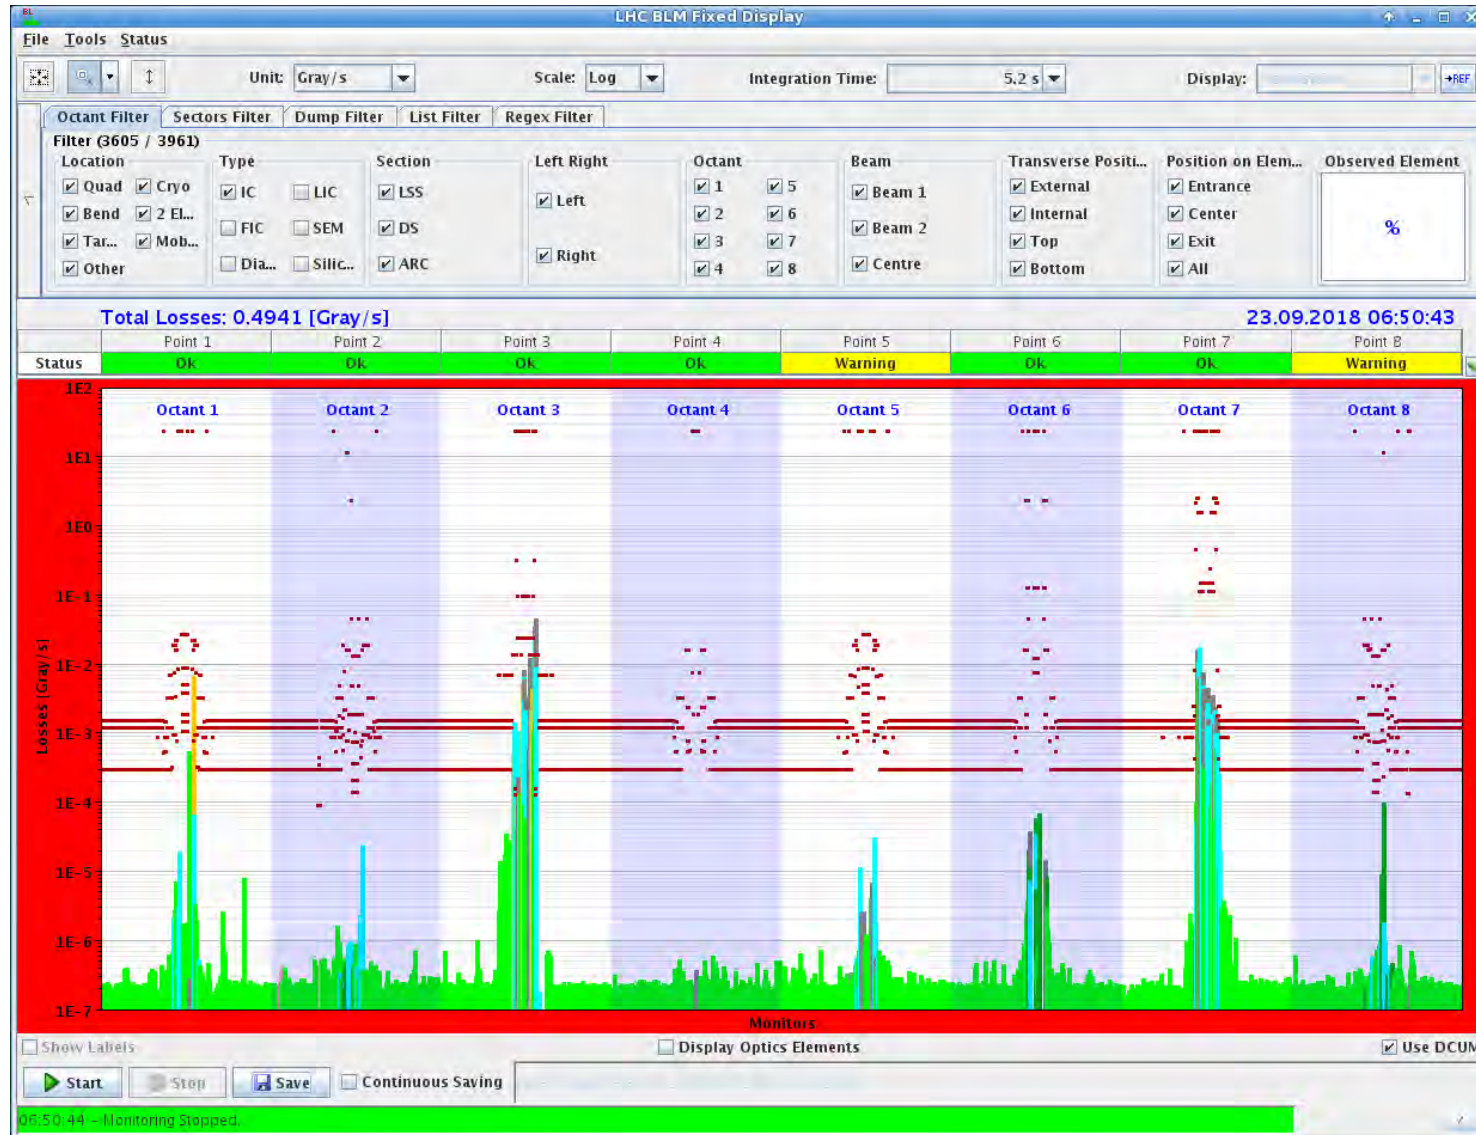 BL
LHC BLM Fixed Display
File Tools Status
Unit: Gray/s Scale: Log Integration Time: 5.2 s Display: →REF
Octant Filter Sectors Filter Dump Filter List Filter Regex Filter
Filter (3605 / 3961)
Location Type Section Left Right Octant Beam Transverse Positi... Position on Elem... Observed Element
Quad Cryo IC LIC LSS Left 1 5 Beam 1 External Entrance
Bend 2 El... FIC SEM DS 2 6 Beam 2 Internal Center %
Tar... Mob... Right 3 7 Top Exit
Other Dia... Silic... ARC 4 8 Centre Bottom All
Total Losses: 0.4941 [Gray/s] 23.09.2018 06:50:43
Point 1 Point 2 Point 3 Point 4 Point 5 Point 6 Point 7 Point 8
Status Ok Ok Ok Ok Warning Ok Ok Warning
1E2
Octant 1 Octant 2 Octant 3 Octant 4 Octant 5 Octant 6 Octant 7 Octant 8
1E1
1E0
1E-1
1E-2
1E-3
1E-4
1E-5
1E-6
1E-7
Losses [Gray/s]
Monitors
Show Labels Display Optics Elements Use DCUM
Start Stop Save Continuous Saving
06:50:44 – Monitoring Stopped.